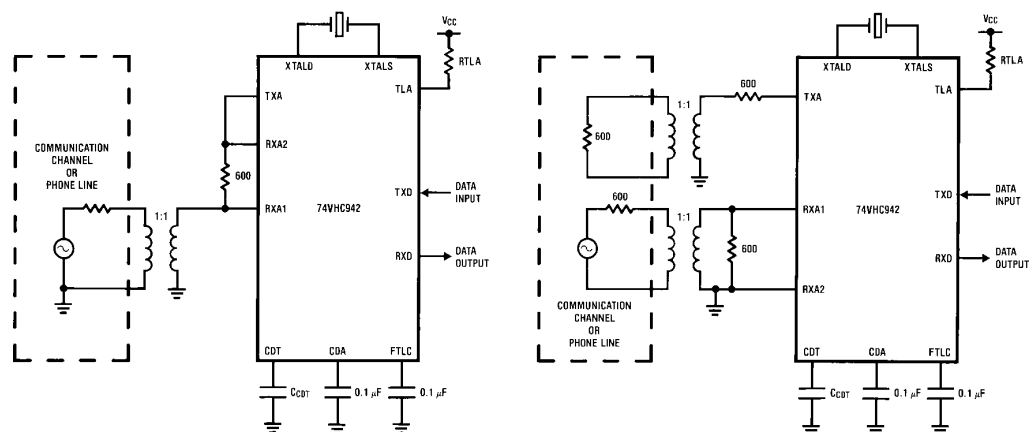 XTALD
XTALS
VCC
RTLA
TLA
TXA
RXA2
600
RXA1
COMMUNICATION
CHANNEL
OR
PHONE LINE
1:1
74VHC942
TXD
DATA
INPUT
RXD
DATA
OUTPUT
CDT
CDA
FTLC
CCDT
0.1 μF
0.1 μF
XTALD
XTALS
VCC
RTLA
TLA
600
TXA
1:1
600
600
1:1
RXA1
600
RXA2
74VHC942
TXD
DATA
INPUT
RXD
DATA
OUTPUT
COMMUNICATION
CHANNEL
OR
PHONE LINE
CDT
CDA
FTLC
CCDT
0.1 μF
0.1 μF